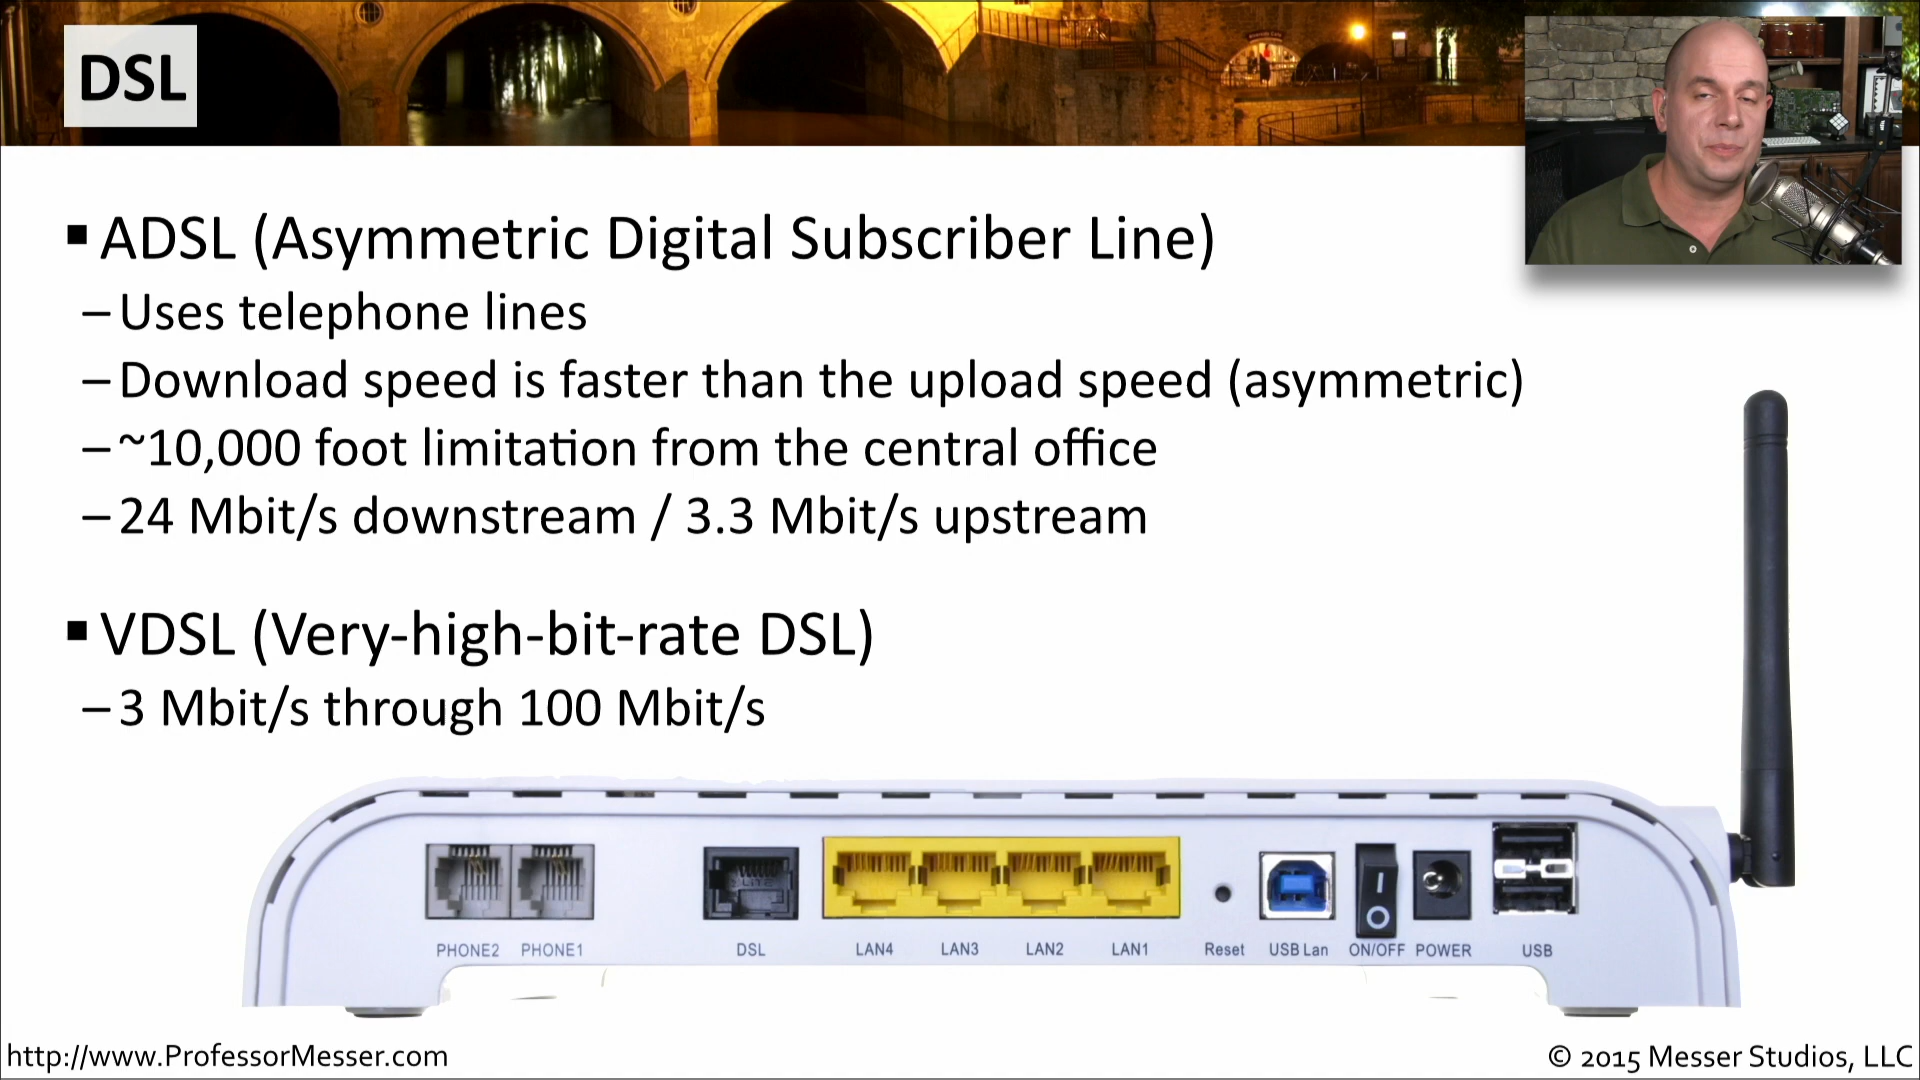 DSL
▪ ADSL (Asymmetric Digital Subscriber Line)
– Uses telephone lines
– Download speed is faster than the upload speed (asymmetric)
– ~10,000 foot limitation from the central office
– 24 Mbit/s downstream / 3.3 Mbit/s upstream
▪ VDSL (Very-high-bit-rate DSL)
– 3 Mbit/s through 100 Mbit/s
PHONE2 PHONE1 DSL LAN4 LAN3 LAN2 LAN1 Reset USB Lan ON/OFF POWER USB
http://www.ProfessorMesser.com
© 2015 Messer Studios, LLC